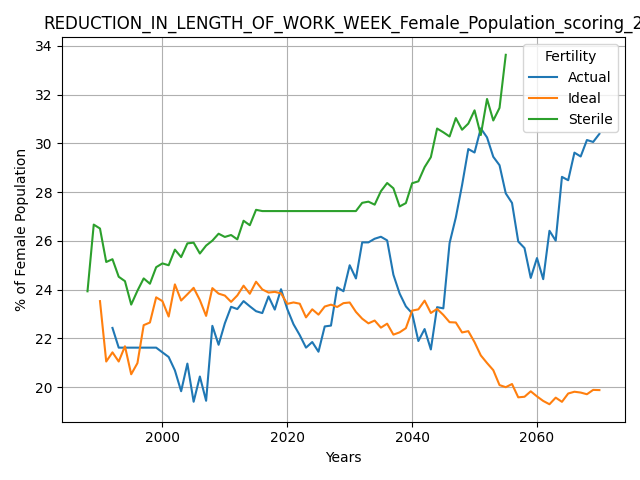 REDUCTION_IN_LENGTH_OF_WORK_WEEK_Female_Population_scoring_2
34
32
30
28
26
24
22
20
% of Female Population
Fertility
Actual
Ideal
Sterile
2000 2020 2040 2060
Years